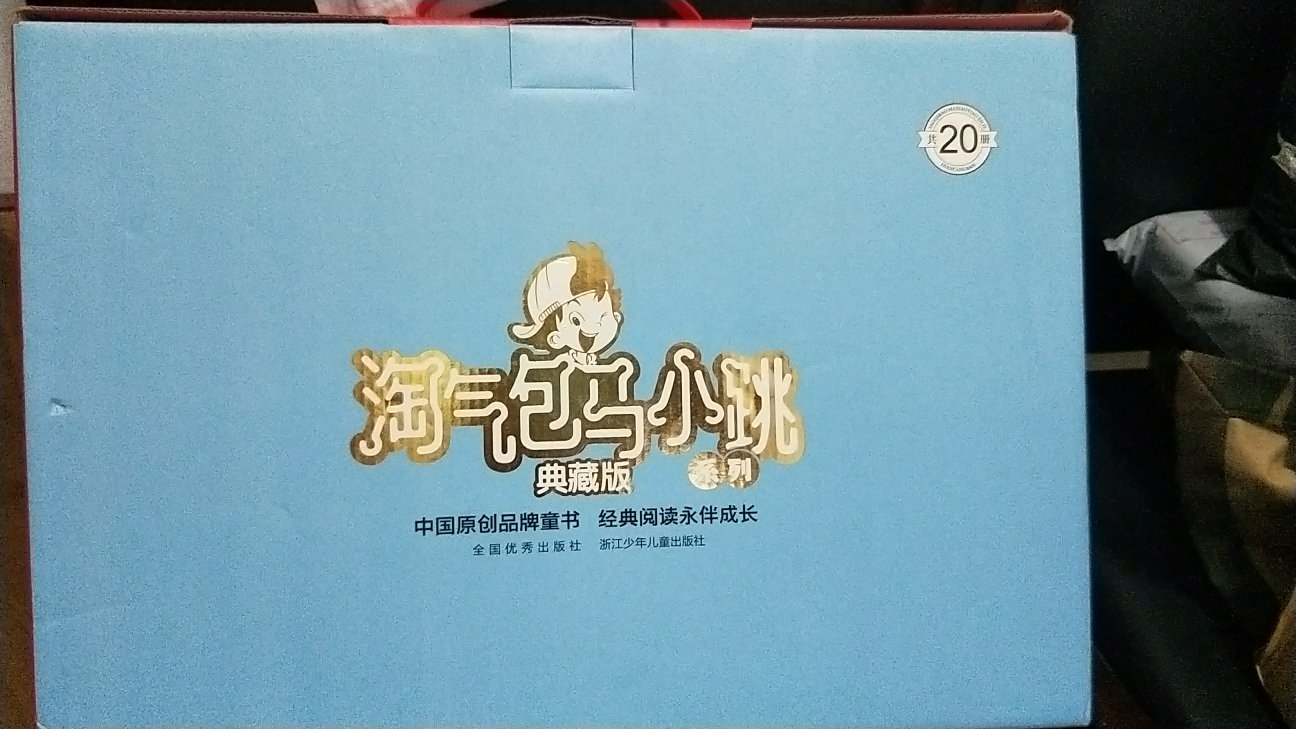 共20册
淘气包马小跳
典藏版 系列
中国原创品牌童书 经典阅读永伴成长
全国优秀出版社 浙江少年儿童出版社